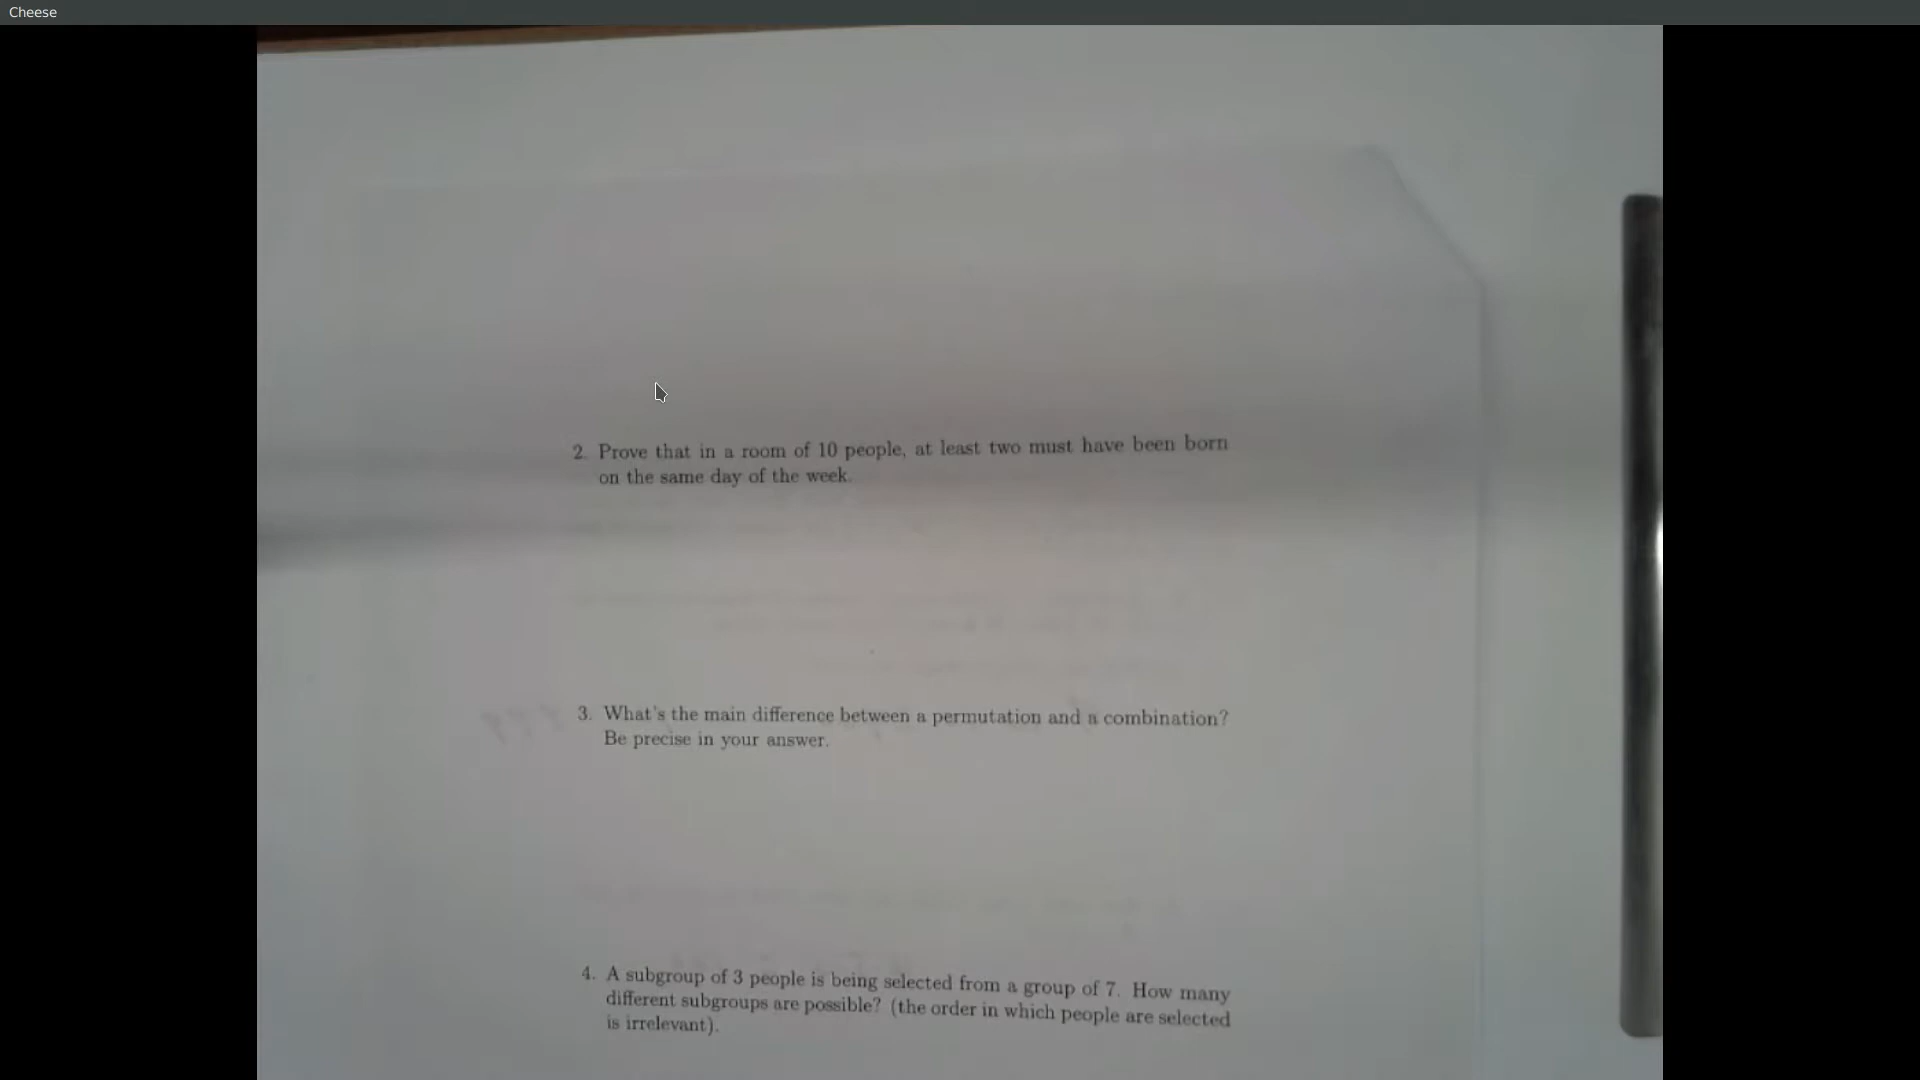 Cheese
2. Prove that in a room of 10 people, at least two must have been born
on the same day of the week.
3. What's the main difference between a permutation and a combination?
Be precise in your answer.
4. A subgroup of 3 people is being selected from a group of 7. How many
different subgroups are possible? (the order in which people are selected
is irrelevant).